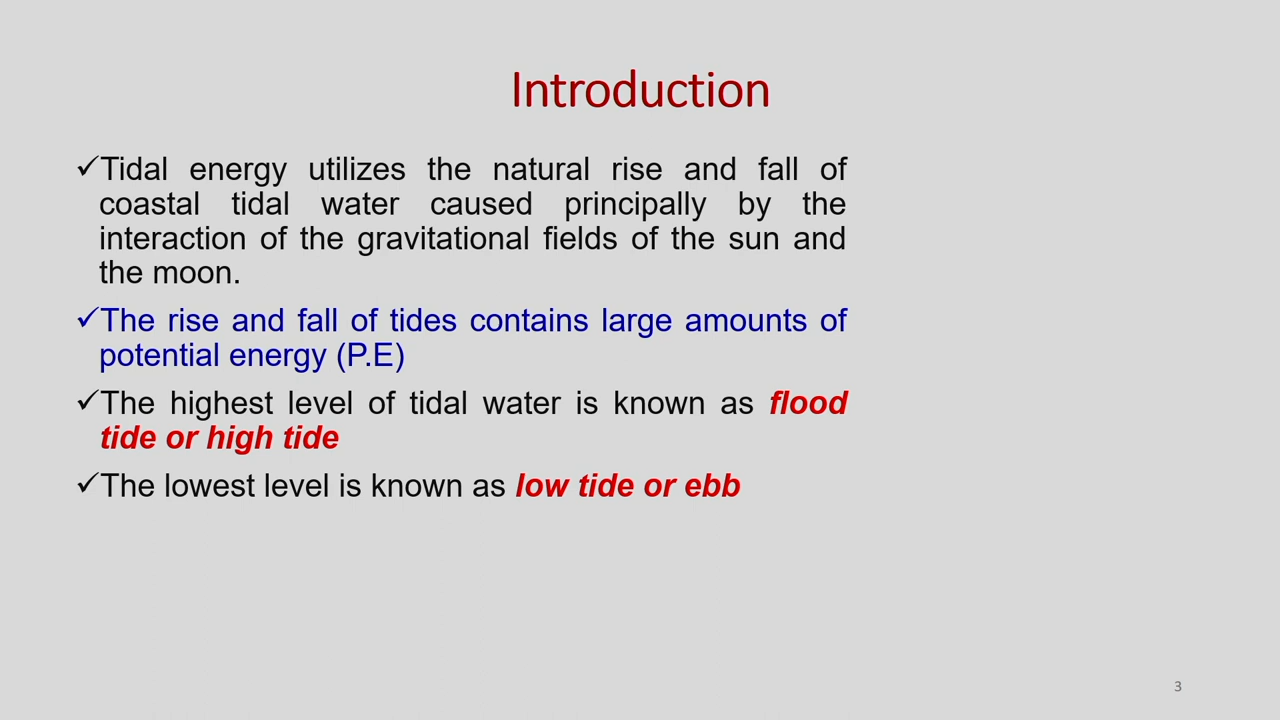 Introduction
✓Tidal energy utilizes the natural rise and fall of
coastal tidal water caused principally by the
interaction of the gravitational fields of the sun and
the moon.
✓The rise and fall of tides contains large amounts of
potential energy (P.E)
✓The highest level of tidal water is known as flood
tide or high tide
✓The lowest level is known as low tide or ebb
3